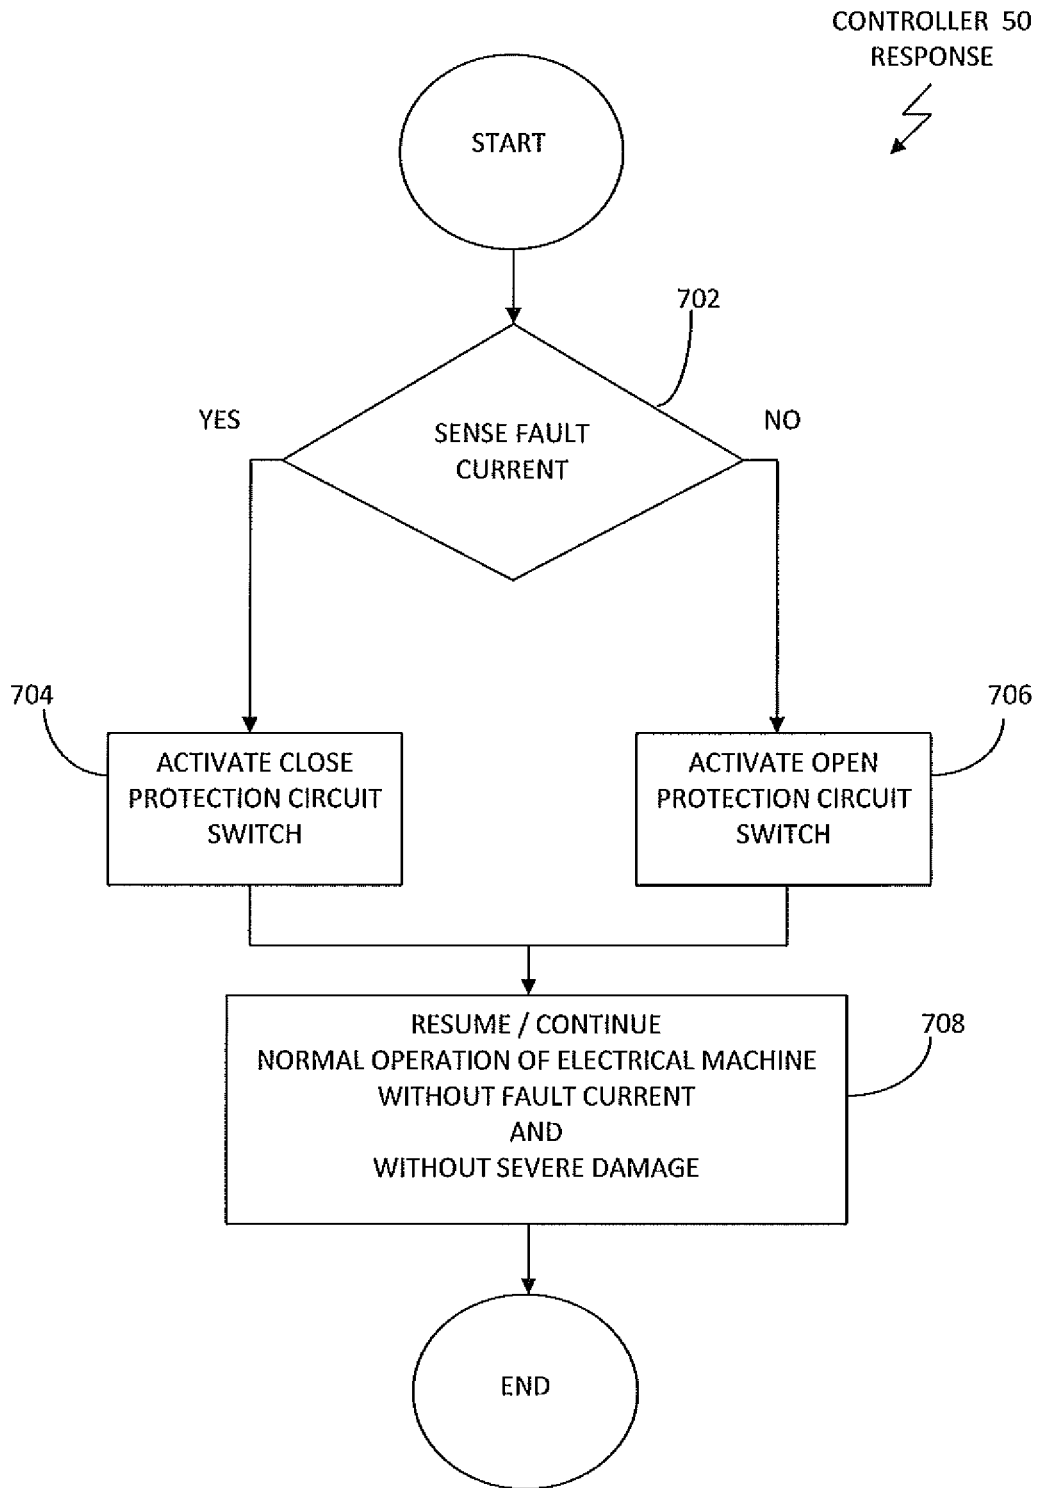 CONTROLLER 50
RESPONSE
START
702
YES
NO
SENSE FAULT
CURRENT
704
706
ACTIVATE CLOSE
PROTECTION CIRCUIT
SWITCH
ACTIVATE OPEN
PROTECTION CIRCUIT
SWITCH
708
RESUME / CONTINUE
NORMAL OPERATION OF ELECTRICAL MACHINE
WITHOUT FAULT CURRENT
AND
WITHOUT SEVERE DAMAGE
END